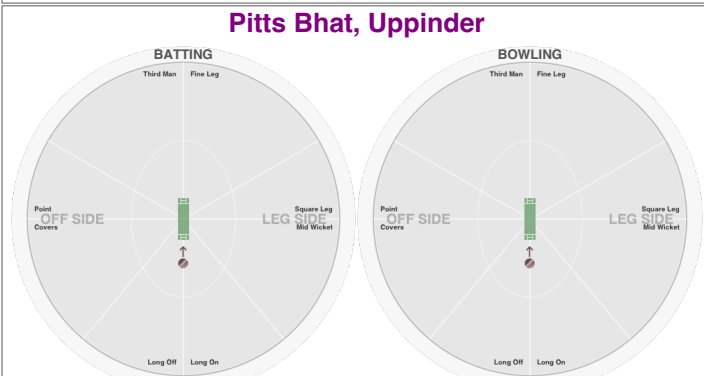 Pitts Bhat, Uppinder
BATTING
Third Man Fine Leg
Point
OFF SIDE
Covers
Square Leg
LEG SIDE
Mid Wicket
Long Off Long On
BOWLING
Third Man Fine Leg
Point
OFF SIDE
Covers
Square Leg
LEG SIDE
Mid Wicket
Long Off Long On